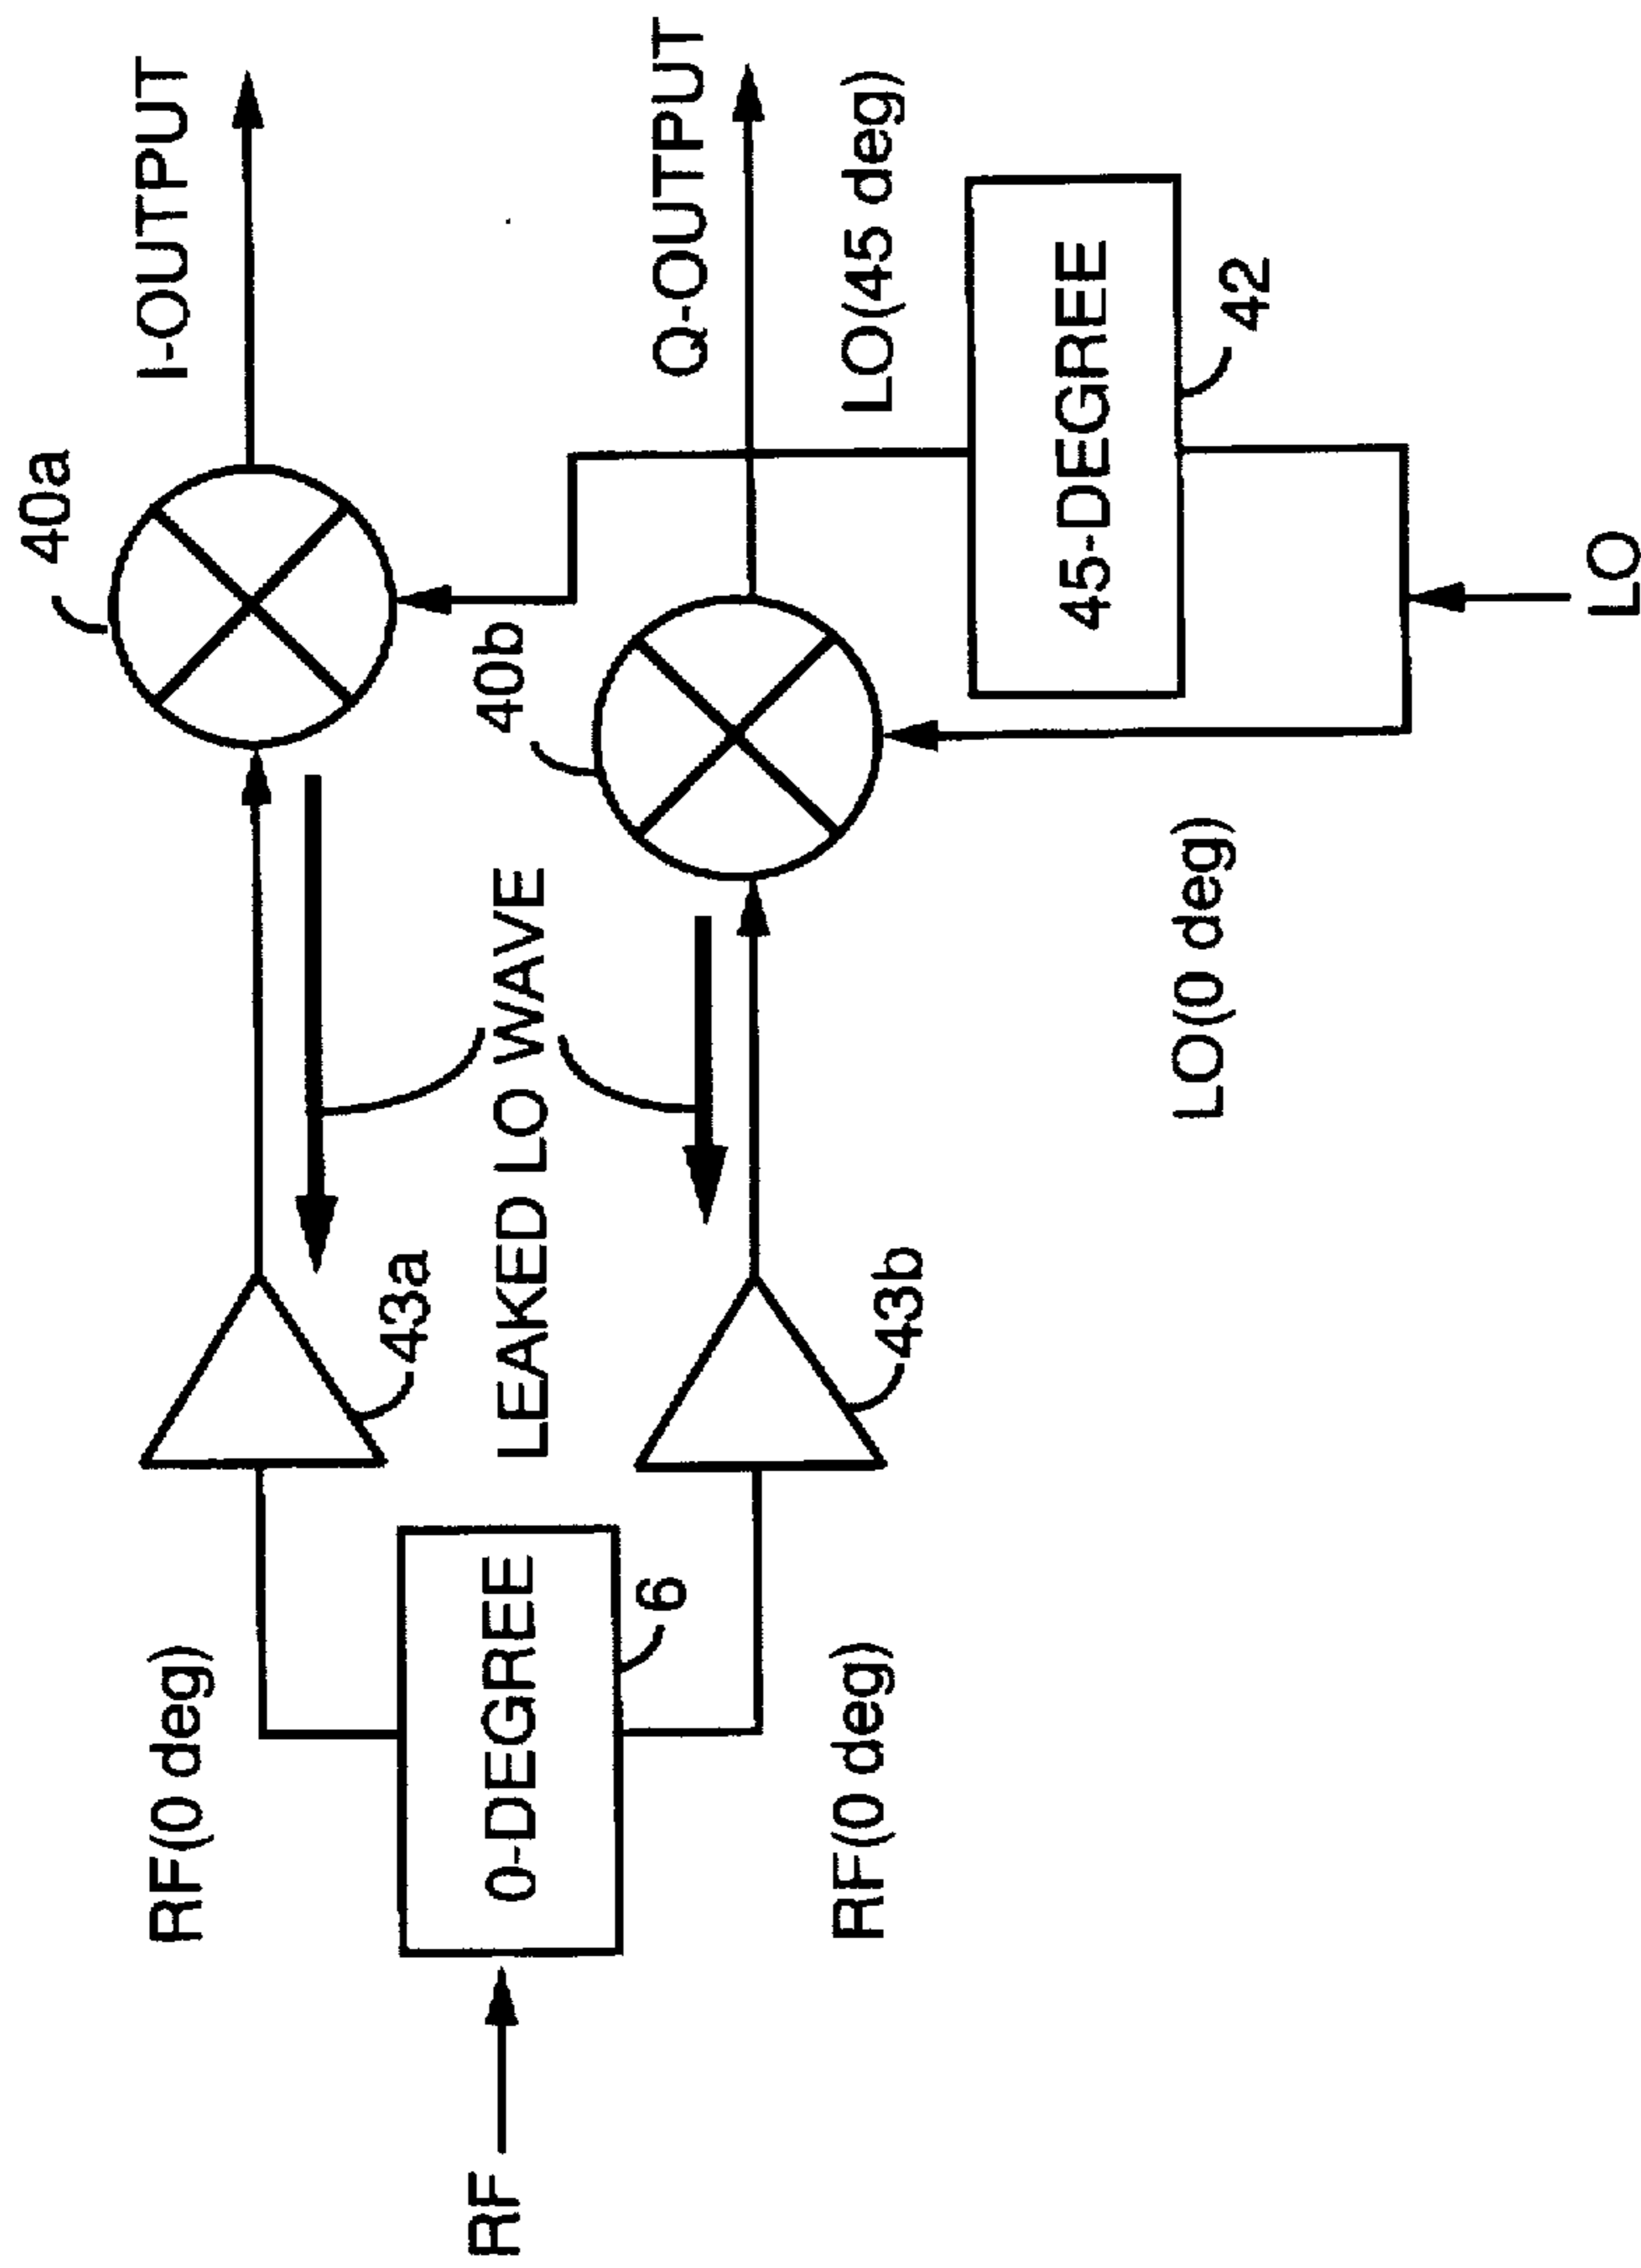 40a
I-OUTPUT
LEAKED LO WAVE
40b
Q-OUTPUT
RF(0 deg)
43a
RF
0-DEGREE
6
43b
LO(45 deg)
RF(0 deg)
45-DEGREE
42
LO(0 deg)
LO